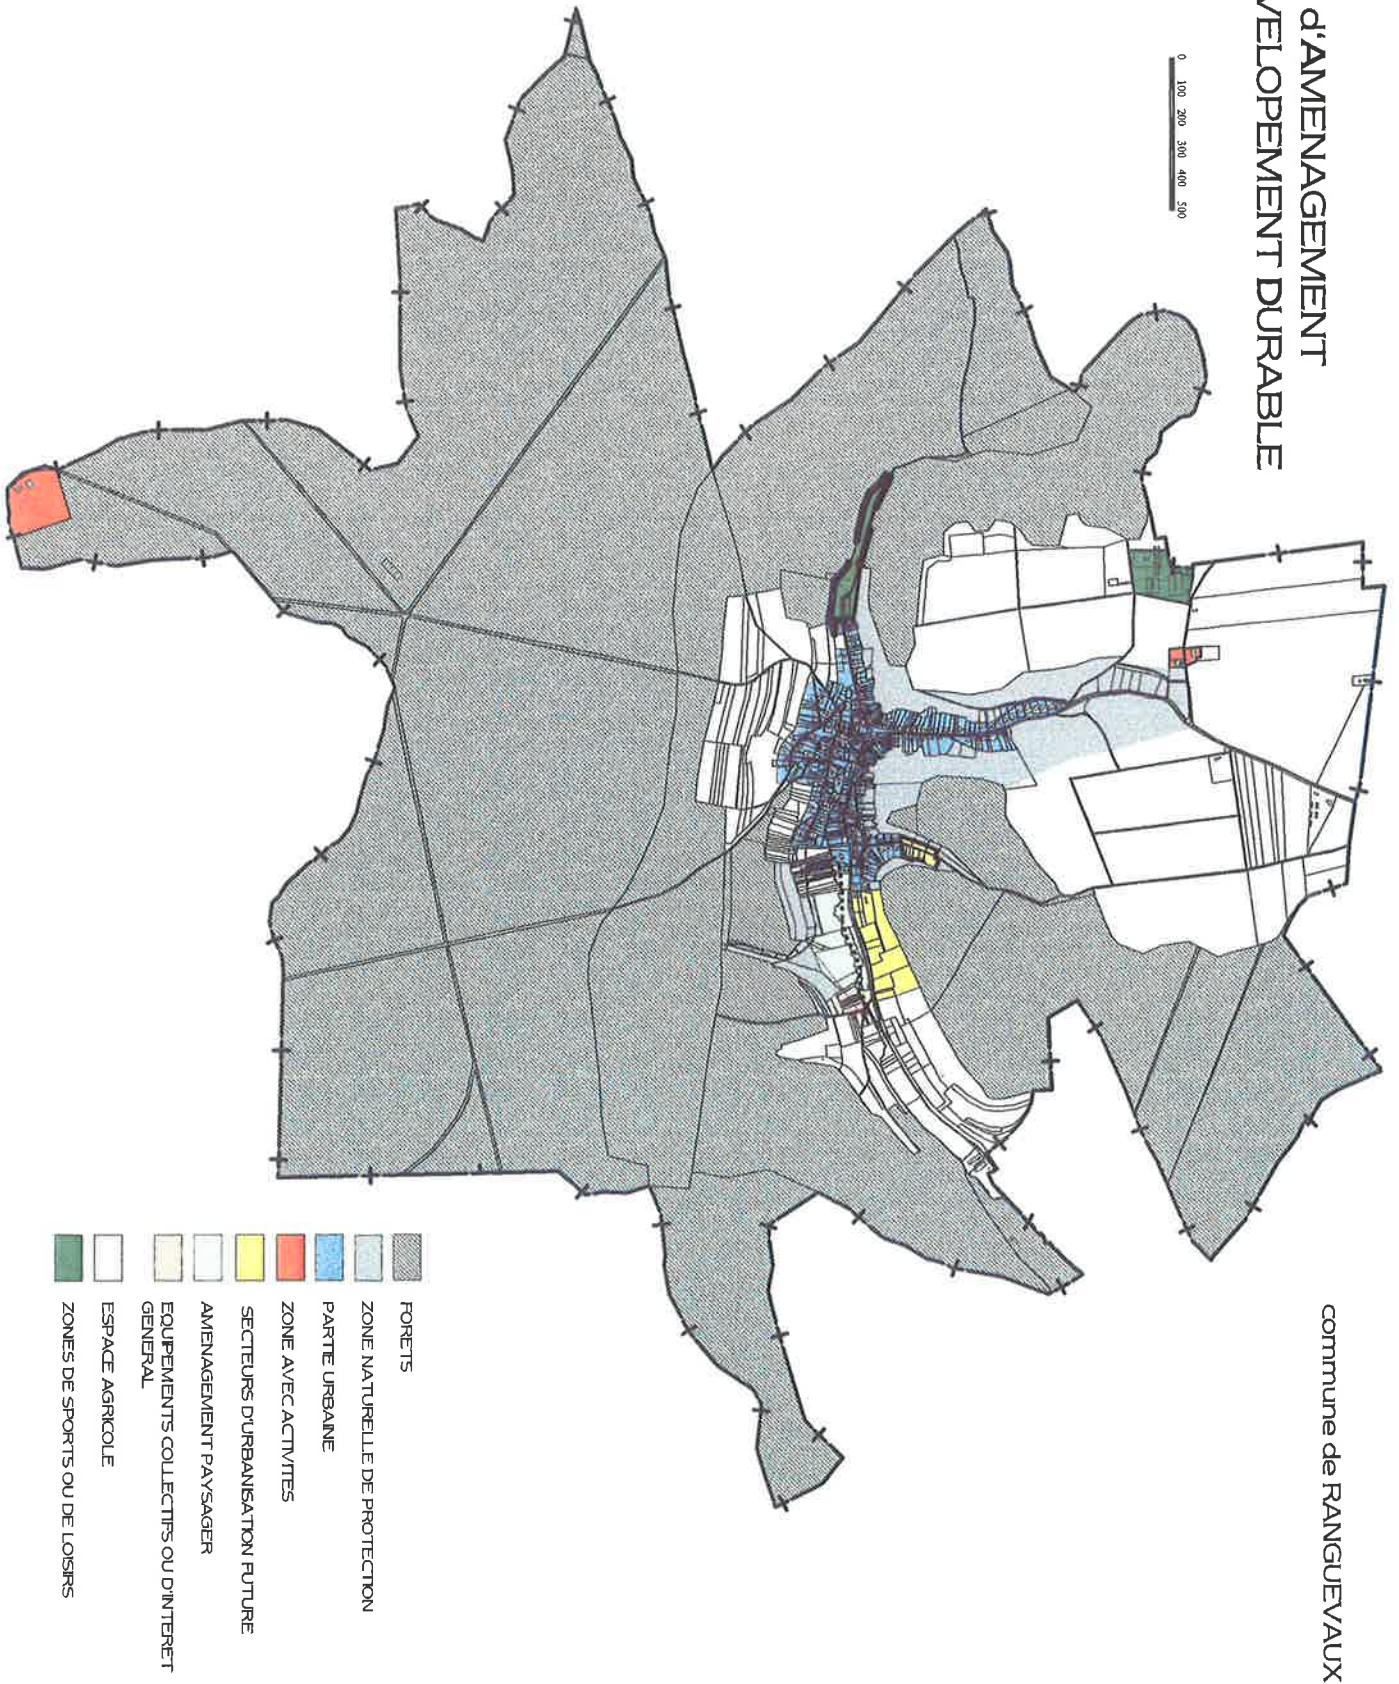 d'AMENAGEMENT
VELOPEMENT DURABLE
commune de RANGUEVAUX
0 100 200 300 400 500
FORETS
ZONE NATURELLE DE PROTECTION
PARTIE URBAINE
ZONE AVEC ACTIVITES
SECTEURS D'URBANISATION FUTURE
AMENAGEMENT PAYSAGER
EQUIPEMENTS COLLECTIFS OU D'INTERET
GENERAL
ESPACE AGRICOLE
ZONES DE SPORTS OU DE LOISIRS